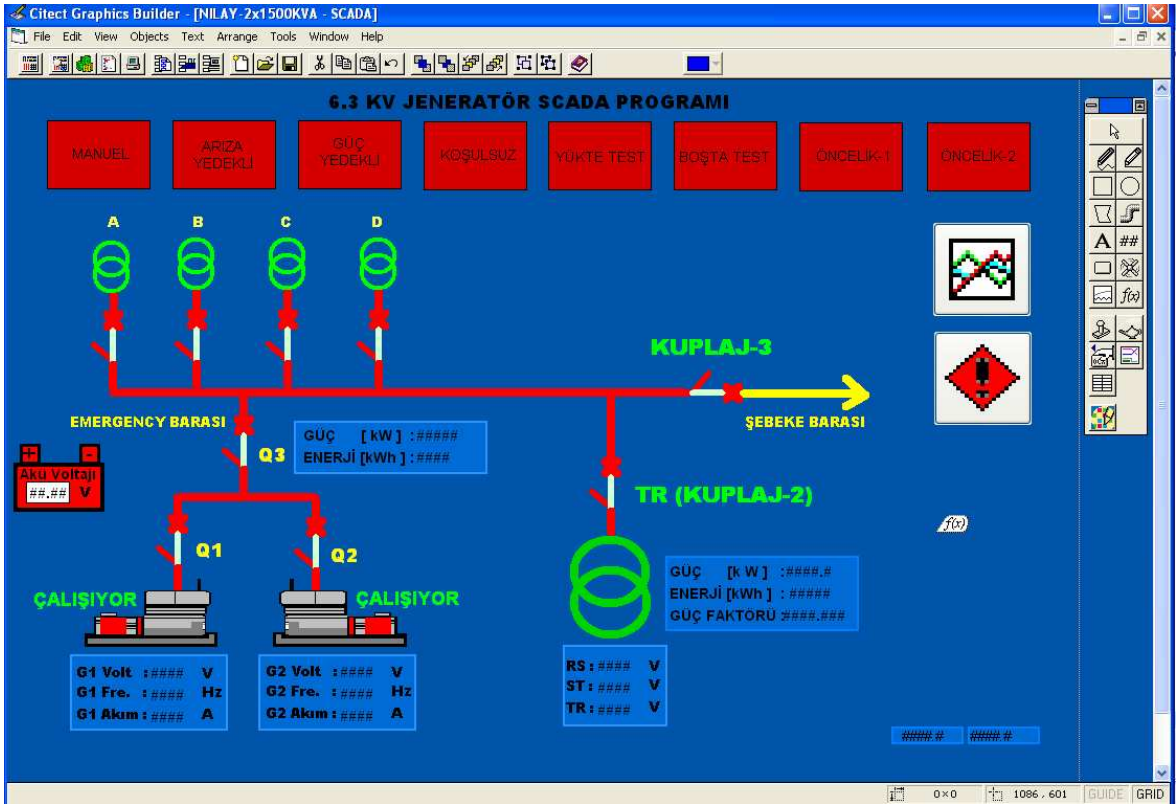 Citect Graphics Builder - [NILAY-2x1500KVA - SCADA]
File Edit View Objects Text Arrange Tools Window Help
6.3 KV JENERATÖR SCADA PROGRAMI
MANUEL
ARIZA
YEDEKLİ
GÜÇ
YEDEKLİ
KOŞULSUZ
YÜKTE TEST
BOŞTA TEST
ÖNCELİK-1
ÖNCELİK-2
A B C D
A ##
f(x)
KUPLAJ-3
EMERGENCY BARASI
ŞEBEKE BARASI
GÜÇ [ kW ] :#####
ENERJİ [kWh ] :####
Q3
+ -
Akü Voltajı
##.## V
TR (KUPLAJ-2)
f(x)
Q1
Q2
ÇALIŞIYOR
ÇALIŞIYOR
GÜÇ [k W ] :####.#
ENERJİ [kWh ] : #####
GÜÇ FAKTÖRÜ :####.###
G1 Volt : #### V
G1 Fre. : #### Hz
G1 Akım : #### A
G2 Volt : #### V
G2 Fre. : #### Hz
G2 Akım : #### A
RS : #### V
ST : #### V
TR : #### V
####.# ####.#
0×0 1086 , 601 GUIDE GRID